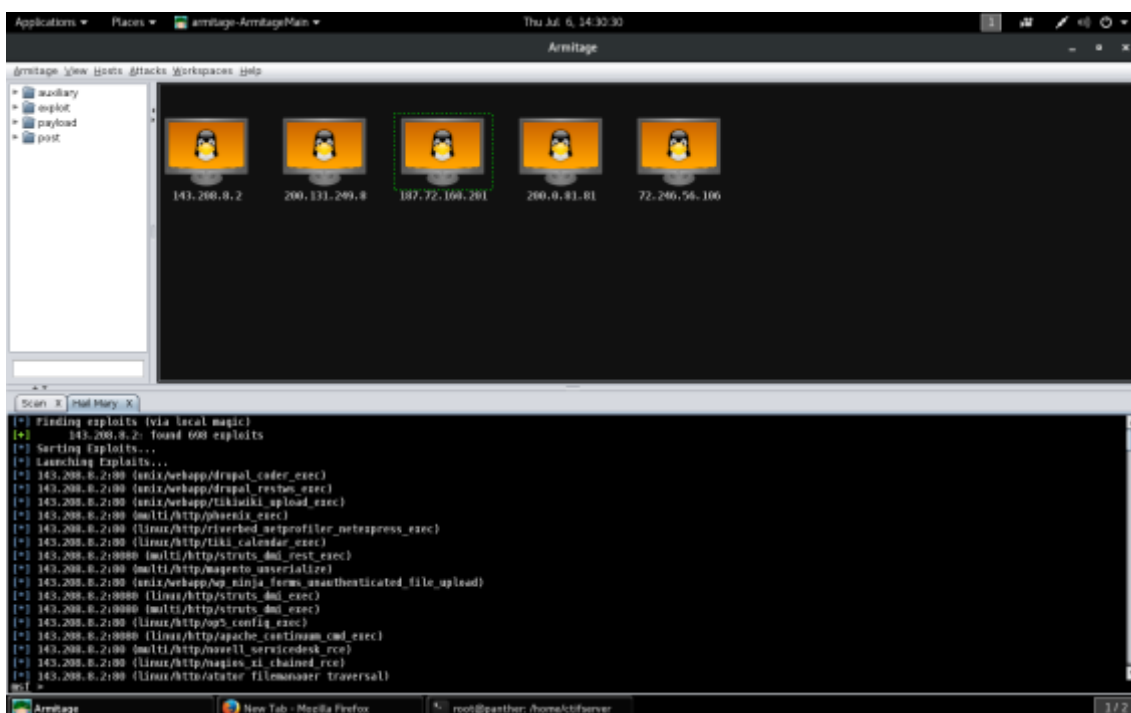 Applications Places armitage-ArmitageMain Thu Jul 6, 14:30:30 1
Armitage
Armitage View Hosts Attacks Workspaces Help
auxiliary
exploit
payload
post
143.208.8.2 200.131.249.8 187.72.160.201 200.0.81.81 72.246.56.106
Scan X Hail Mary X
[*] Finding exploits (via local magic)
[+] 143.208.8.2: found 698 exploits
[*] Sorting Exploits...
[*] Launching Exploits...
[*] 143.208.8.2:80 (unix/webapp/drupal_coder_exec)
[*] 143.208.8.2:80 (unix/webapp/drupal_restws_exec)
[*] 143.208.8.2:80 (unix/webapp/tikiwiki_upload_exec)
[*] 143.208.8.2:80 (multi/http/phoenix_exec)
[*] 143.208.8.2:80 (linux/http/riverbed_netprofiler_netexpress_exec)
[*] 143.208.8.2:80 (linux/http/tiki_calendar_exec)
[*] 143.208.8.2:8080 (multi/http/struts_dmi_rest_exec)
[*] 143.208.8.2:80 (multi/http/magento_unserialize)
[*] 143.208.8.2:80 (unix/webapp/wp_ninja_forms_unauthenticated_file_upload)
[*] 143.208.8.2:8080 (linux/http/struts_dmi_exec)
[*] 143.208.8.2:8080 (multi/http/struts_dmi_exec)
[*] 143.208.8.2:80 (linux/http/op5_config_exec)
[*] 143.208.8.2:8080 (linux/http/apache_continuum_cmd_exec)
[*] 143.208.8.2:80 (multi/http/novell_servicedesk_rce)
[*] 143.208.8.2:80 (linux/http/nagios_xi_chained_rce)
[*] 143.208.8.2:80 (linux/http/atutor_filemanager_traversal)
msf >
Armitage New Tab - Mozilla Firefox root@panther: /home/ctifserver 1/2